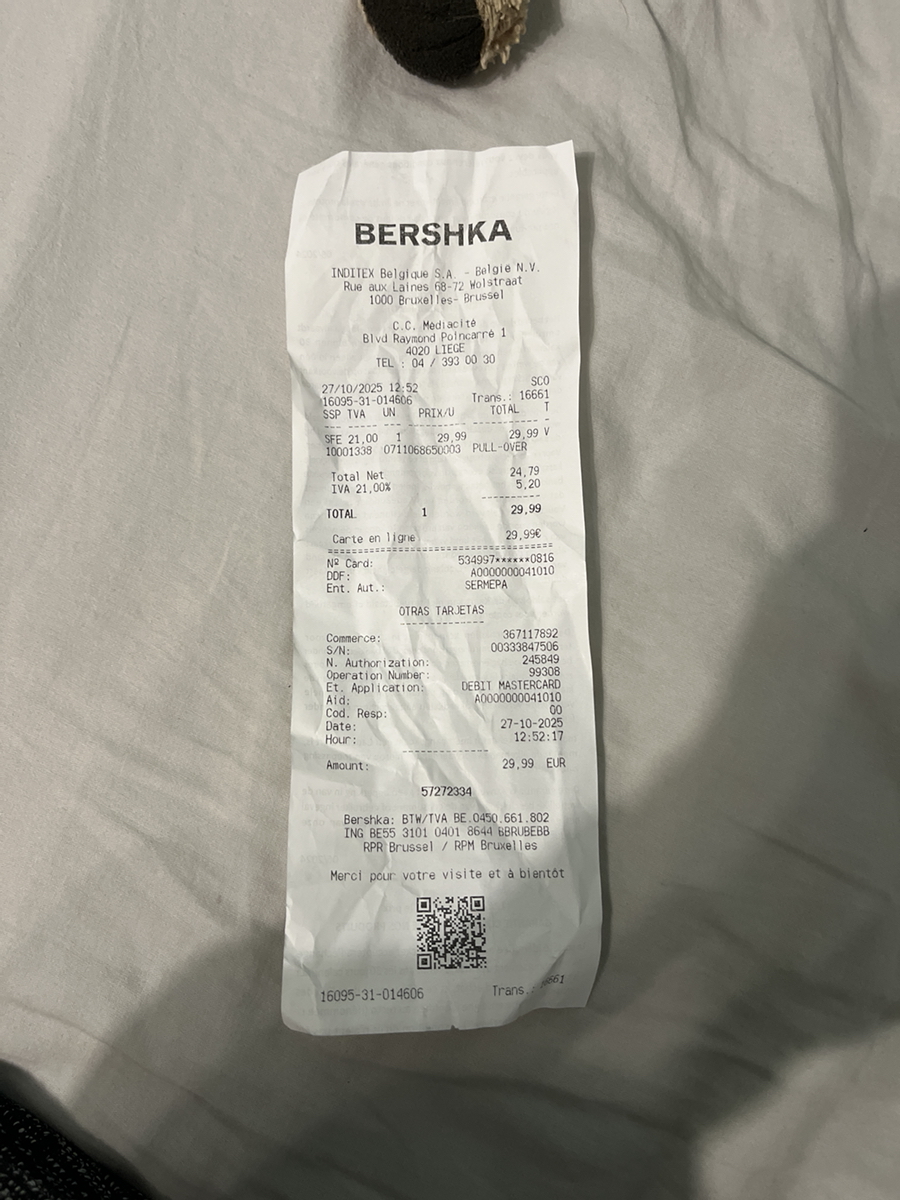 BERSHKA
INDITEX Belgique S.A. - Belgie N.V.
Rue aux Laines 68-72 Wolstraat
1000 Bruxelles- Brussel
C.C. Mediacité
Blvd Raymond Poincarré 1
4020 LIEGE
TEL : 04 / 393 00 30
27/10/2025 12:52 SCO
16095-31-014606 Trans.: 16661
SSP TVA UN PRIX/U TOTAL T
--- --- -- --------- ----------- -
SFE 21,00 1 29,99 29,99 V
10001338 0711068650003 PULL-OVER
Total Net 24,79
IVA 21,00% 5,20
----------
TOTAL 1 29,99
Carte en ligne 29,99€
========================================
Nº Card: 534997******0816
DDF: A0000000041010
Ent. Aut.: SERMEPA
OTRAS TARJETAS
--------------
Commerce: 367117892
S/N: 00333847506
N. Authorization: 245849
Operation Number: 99308
Et. Application: DEBIT MASTERCARD
Aid: A0000000041010
Cod. Resp: 00
Date: 27-10-2025
Hour: 12:52:17
--------------
Amount: 29,99 EUR
57272334
Bershka: BTW/TVA BE.0450.661.802
ING BE55 3101 0401 8644 BBRUBEBB
RPR Brussel / RPM Bruxelles
Merci pour votre visite et à bientôt
16095-31-014606 Trans.: 16661